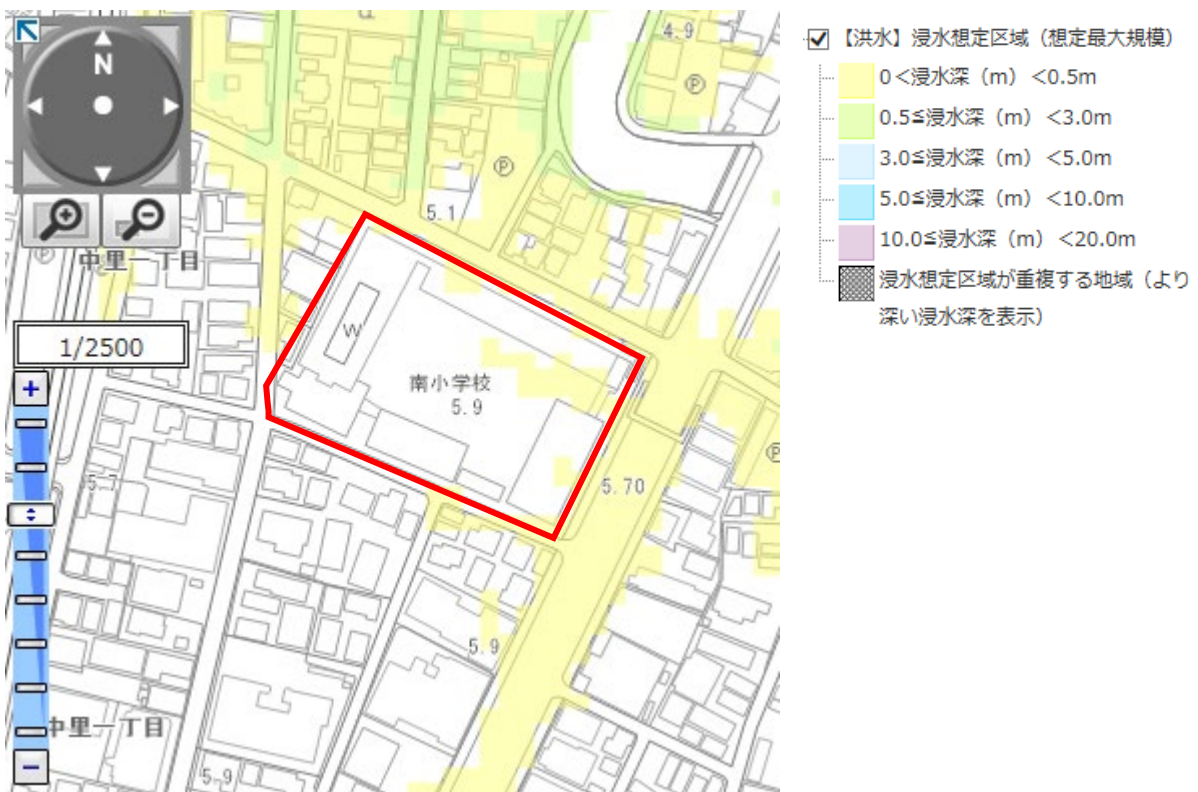 N
4.9
P
P
5.1
中里一丁目
P
W
1/2500
+
南小学校
5.9
P
5.7
5.70
5.9
中里一丁目
5.9
−
【洪水】浸水想定区域（想定最大規模）
0＜浸水深（m）＜0.5m
0.5≦浸水深（m）＜3.0m
3.0≦浸水深（m）＜5.0m
5.0≦浸水深（m）＜10.0m
10.0≦浸水深（m）＜20.0m
浸水想定区域が重複する地域（より
深い浸水深を表示）